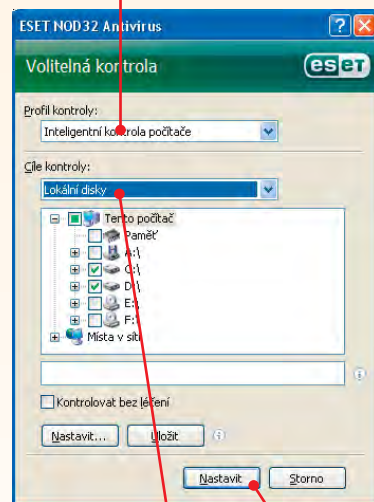 ESET NOD32 Antivirus
Volitelná kontrola
eseT
Profil kontroly:
Inteligentní kontrola počítače
Cíle kontroly:
Lokální disky
Tento počítač
Paměť
A:\
C:\
D:\
E:\
F:\
Místa v síti
Kontrolovat bez léčení
Nastavit... Uložit
Nastavit Storno